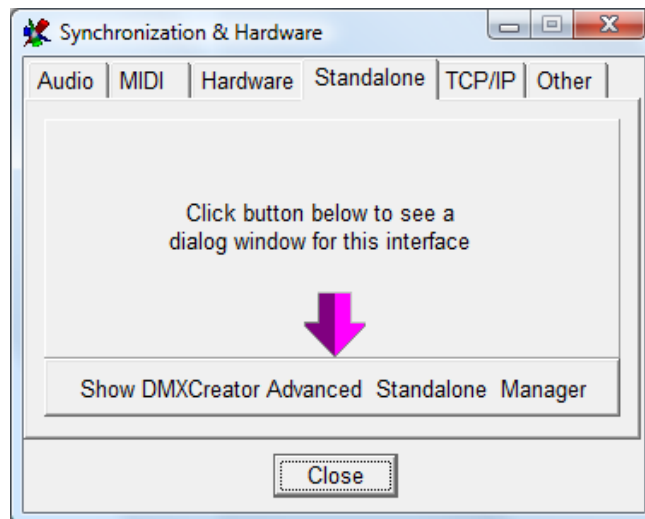 Synchronization & Hardware
Audio MIDI Hardware Standalone TCP/IP Other
Click button below to see a
dialog window for this interface
Show DMXCreator Advanced Standalone Manager
Close